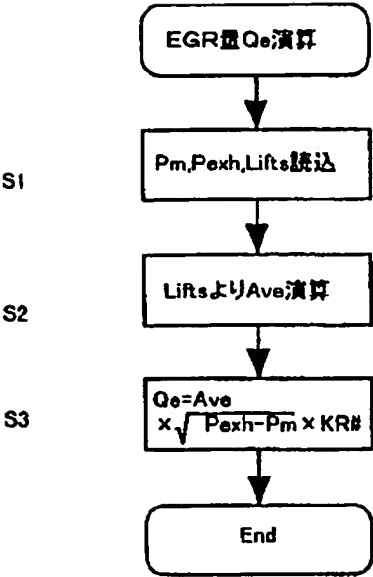 EGR量Qe演算
S1
Pm,Pexh,Lifts読込
S2
LiftsよりAve演算
S3
Qe=Ave
×√Pexh-Pm×KR#
End